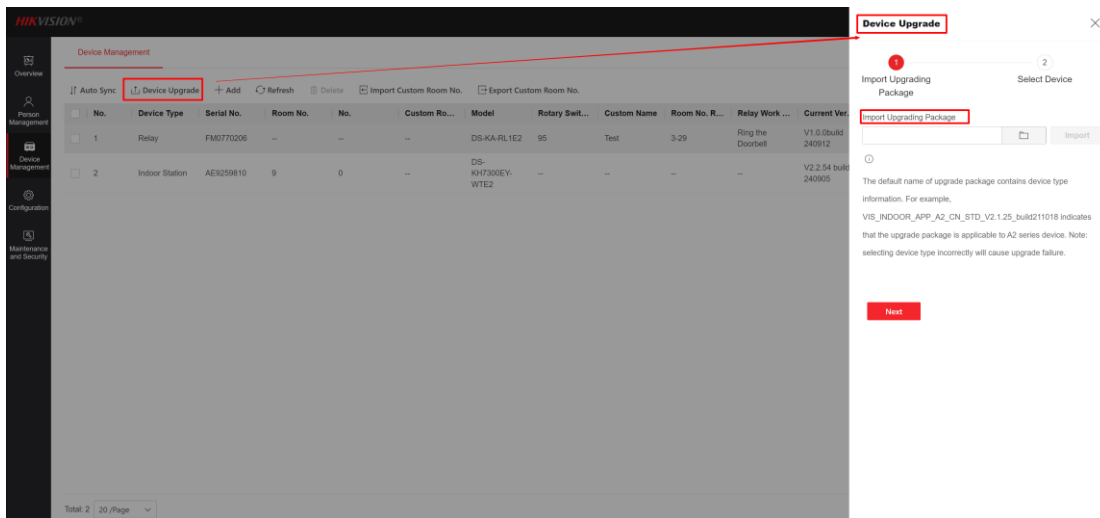 HIKVISION®
Overview
Person
Management
Device
Management
Configuration
Maintenance
and Security
Device Management
Auto Sync Device Upgrade Add Refresh Delete Import Custom Room No. Export Custom Room No.
No. Device Type Serial No. Room No. No. Custom Ro... Model Rotary Swit... Custom Name Room No. R... Relay Work ... Current Ver.
1 Relay FM0770206 -- -- -- DS-KA-RL1E2 95 Test 3-29 Ring the Doorbell V1.0.0build 240912
2 Indoor Station AE9259810 9 0 -- DS-KH7300EY-WTE2 -- -- -- -- V2.2.54 build 240905
Total: 2 20 /Page
Device Upgrade
1 2
Import Upgrading Select Device
Package
Import Upgrading Package
Import
The default name of upgrade package contains device type
information. For example,
VIS_INDOOR_APP_A2_CN_STD_V2.1.25_build211018 indicates
that the upgrade package is applicable to A2 series device. Note:
selecting device type incorrectly will cause upgrade failure.
Next